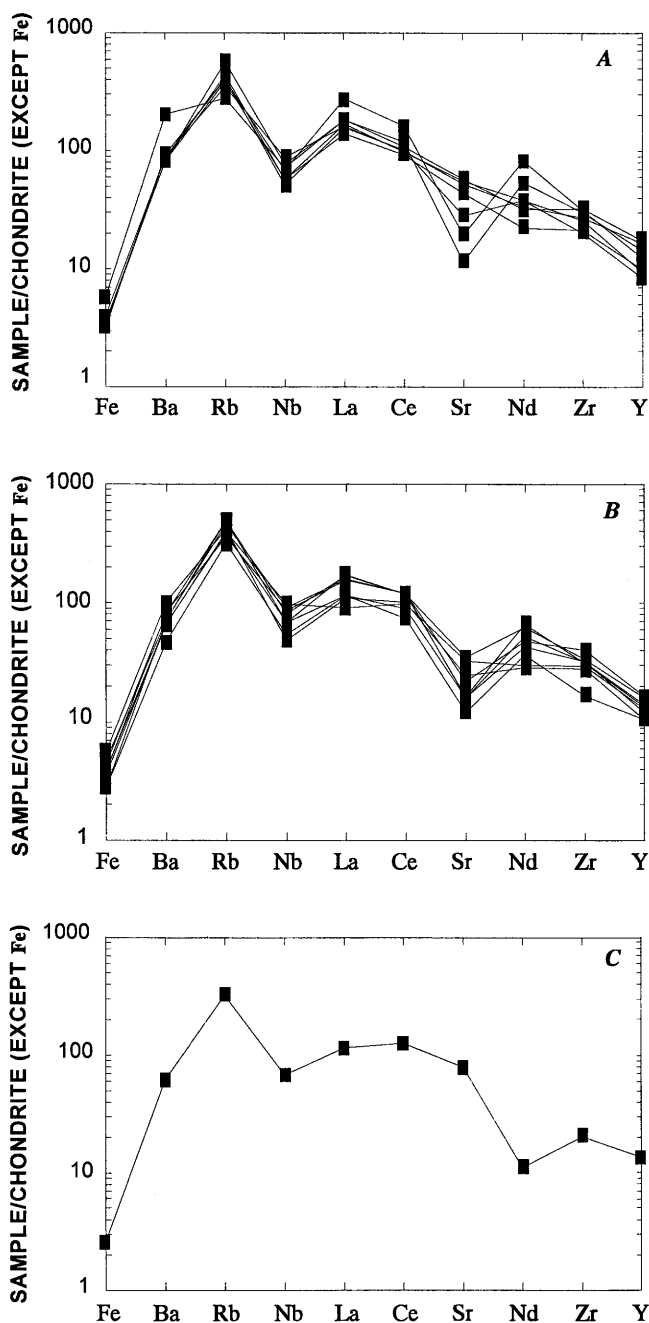 SAMPLE/CHONDRITE (EXCEPT Fe)
1000
100
10
1
A
Fe Ba Rb Nb La Ce Sr Nd Zr Y
SAMPLE/CHONDRITE (EXCEPT Fe)
1000
100
10
1
B
Fe Ba Rb Nb La Ce Sr Nd Zr Y
SAMPLE/CHONDRITE (EXCEPT Fe)
1000
100
10
1
C
Fe Ba Rb Nb La Ce Sr Nd Zr Y